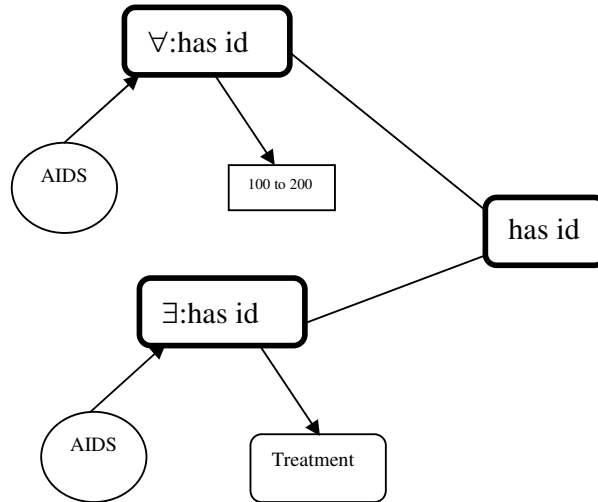 ∀:has id
AIDS
100 to 200
has id
∃:has id
AIDS
Treatment